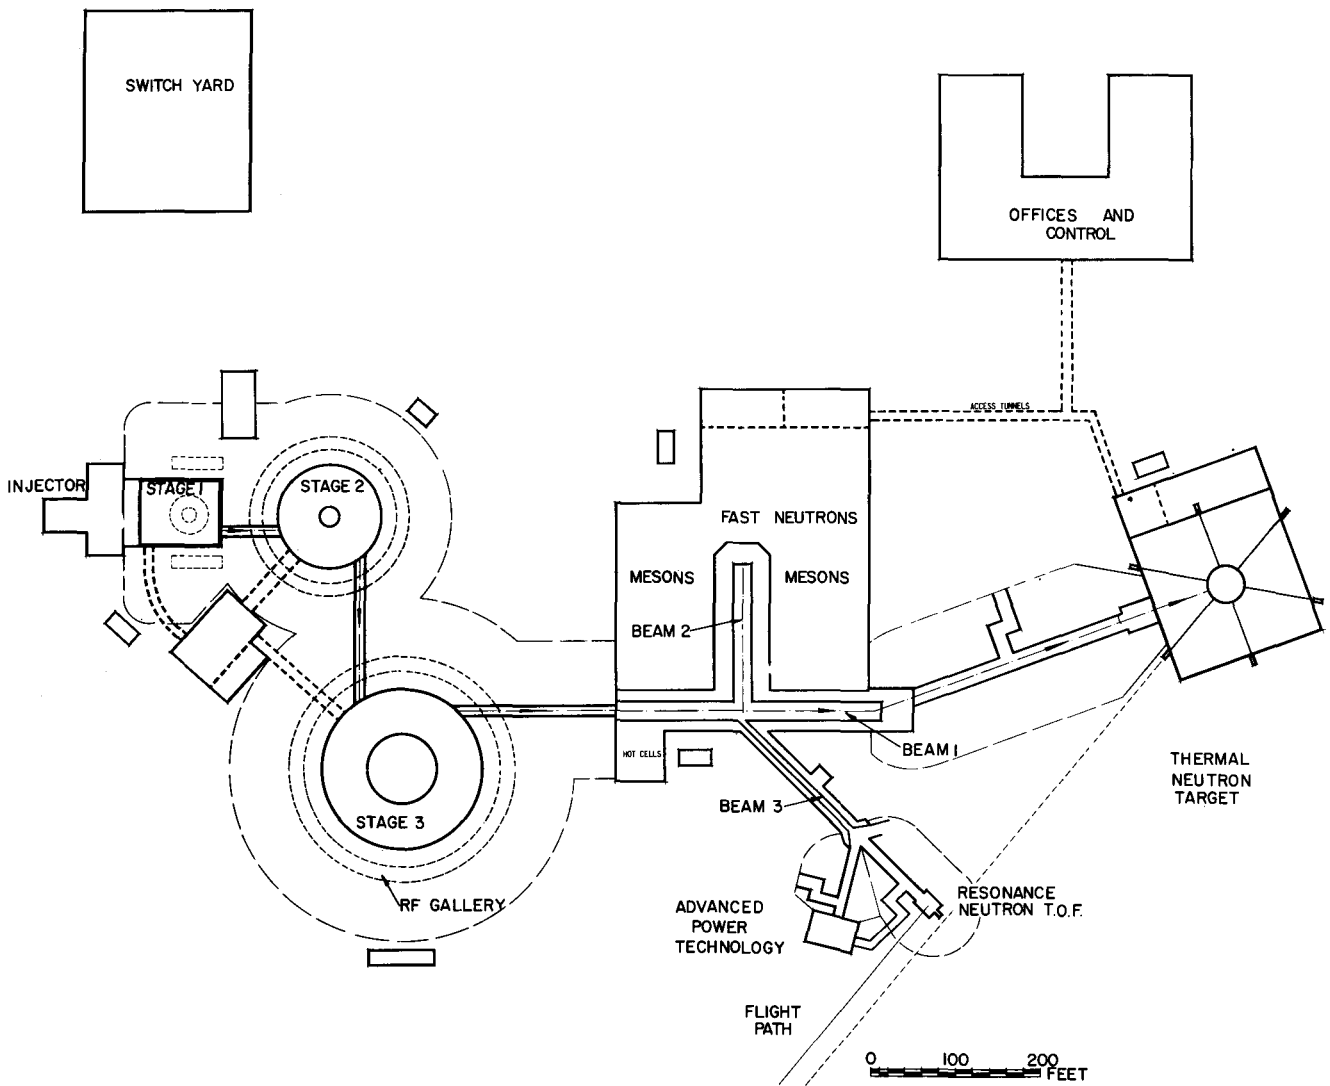 SWITCH YARD
OFFICES AND
CONTROL
ACCESS TUNNELS
INJECTOR
STAGE 1
STAGE 2
FAST NEUTRONS
MESONS
MESONS
BEAM 2
BEAM 1
HOT CELLS
THERMAL
NEUTRON
TARGET
BEAM 3
STAGE 3
RF GALLERY
ADVANCED
POWER
TECHNOLOGY
RESONANCE
NEUTRON T.O.F.
FLIGHT
PATH
0 100 200
FEET